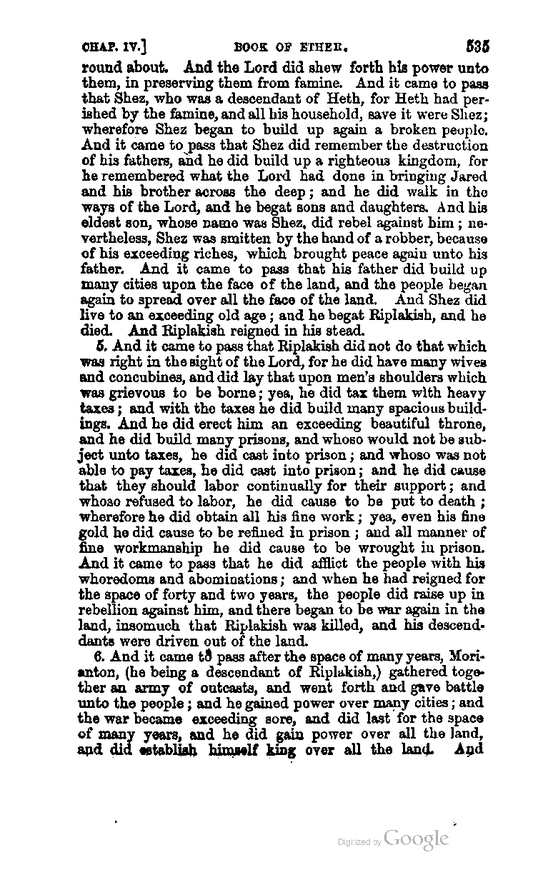 CHAP. IV.] BOOK OF ETHER. 535
round about. And the Lord did shew forth his power unto
them, in preserving them from famine. And it came to pass
that Shez, who was a descendant of Heth, for Heth had per-
ished by the famine, and all his household, save it were Shez;
wherefore Shez began to build up again a broken people.
And it came to pass that Shez did remember the destruction
of his fathers, and he did build up a righteous kingdom, for
he remembered what the Lord had done in bringing Jared
and his brother across the deep; and he did walk in the
ways of the Lord, and he begat sons and daughters. And his
eldest son, whose name was Shez, did rebel against him; ne-
vertheless, Shez was smitten by the hand of a robber, because
of his exceeding riches, which brought peace again unto his
father. And it came to pass that his father did build up
many cities upon the face of the land, and the people began
again to spread over all the face of the land. And Shez did
live to an exceeding old age; and he begat Riplakish, and he
died. And Riplakish reigned in his stead.
5. And it came to pass that Riplakish did not do that which
was right in the sight of the Lord, for he did have many wives
and concubines, and did lay that upon men's shoulders which
was grievous to be borne; yea, he did tax them with heavy
taxes; and with the taxes he did build many spacious build-
ings. And he did erect him an exceeding beautiful throne,
and he did build many prisons, and whoso would not be sub-
ject unto taxes, he did cast into prison; and whoso was not
able to pay taxes, he did cast into prison; and he did cause
that they should labor continually for their support; and
whoso refused to labor, he did cause to be put to death;
wherefore he did obtain all his fine work; yea, even his fine
gold he did cause to be refined in prison; and all manner of
fine workmanship he did cause to be wrought in prison.
And it came to pass that he did afflict the people with his
whoredoms and abominations; and when he had reigned for
the space of forty and two years, the people did raise up in
rebellion against him, and there began to be war again in the
land, insomuch that Riplakish was killed, and his descend-
dants were driven out of the land.
6. And it came to pass after the space of many years, Mori-
anton, (he being a descendant of Riplakish,) gathered toge-
ther an army of outcasts, and went forth and gave battle
unto the people; and he gained power over many cities; and
the war became exceeding sore, and did last for the space
of many years, and he did gain power over all the land,
and did establish himself king over all the land. And
Digitized by Google